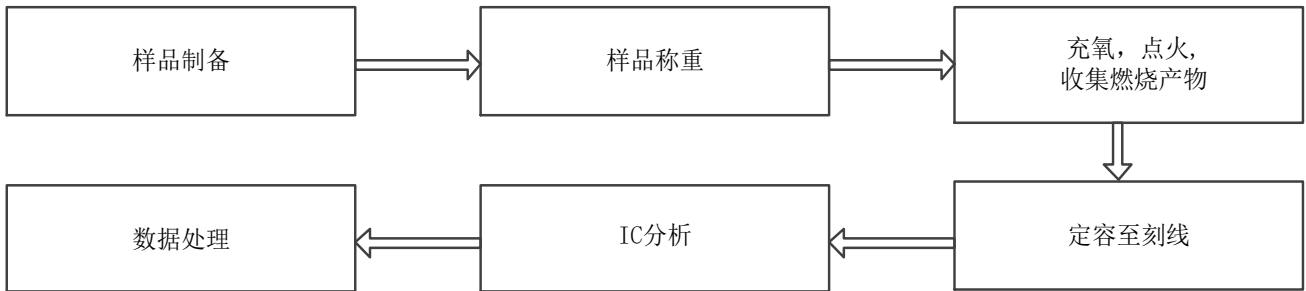 样品制备
样品称重
充氧，点火,
收集燃烧产物
定容至刻线
IC分析
数据处理